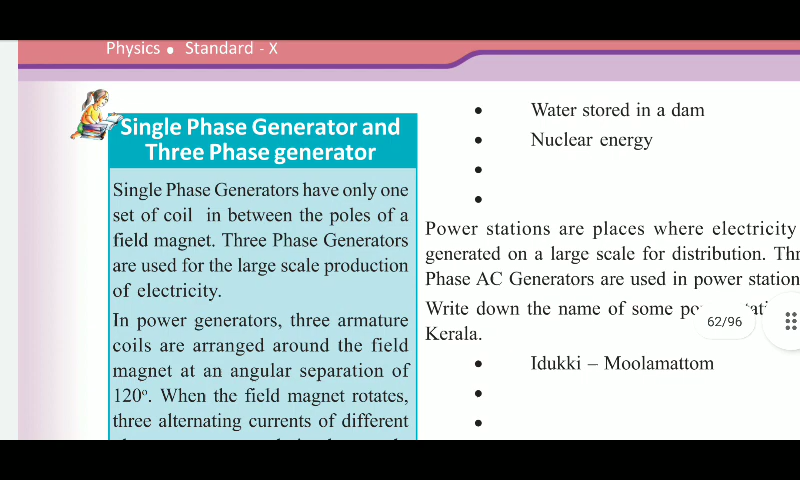 Physics • Standard - X
Single Phase Generator and
Three Phase generator
Single Phase Generators have only one
set of coil in between the poles of a
field magnet. Three Phase Generators
are used for the large scale production
of electricity.
In power generators, three armature
coils are arranged around the field
magnet at an angular separation of
120°. When the field magnet rotates,
three alternating currents of different
• Water stored in a dam
• Nuclear energy
•
•
Power stations are places where electricity
generated on a large scale for distribution.
Phase AC Generators are used in power station
Write down the name of some
Kerala.
• Idukki – Moolamattom
•
•
62/96